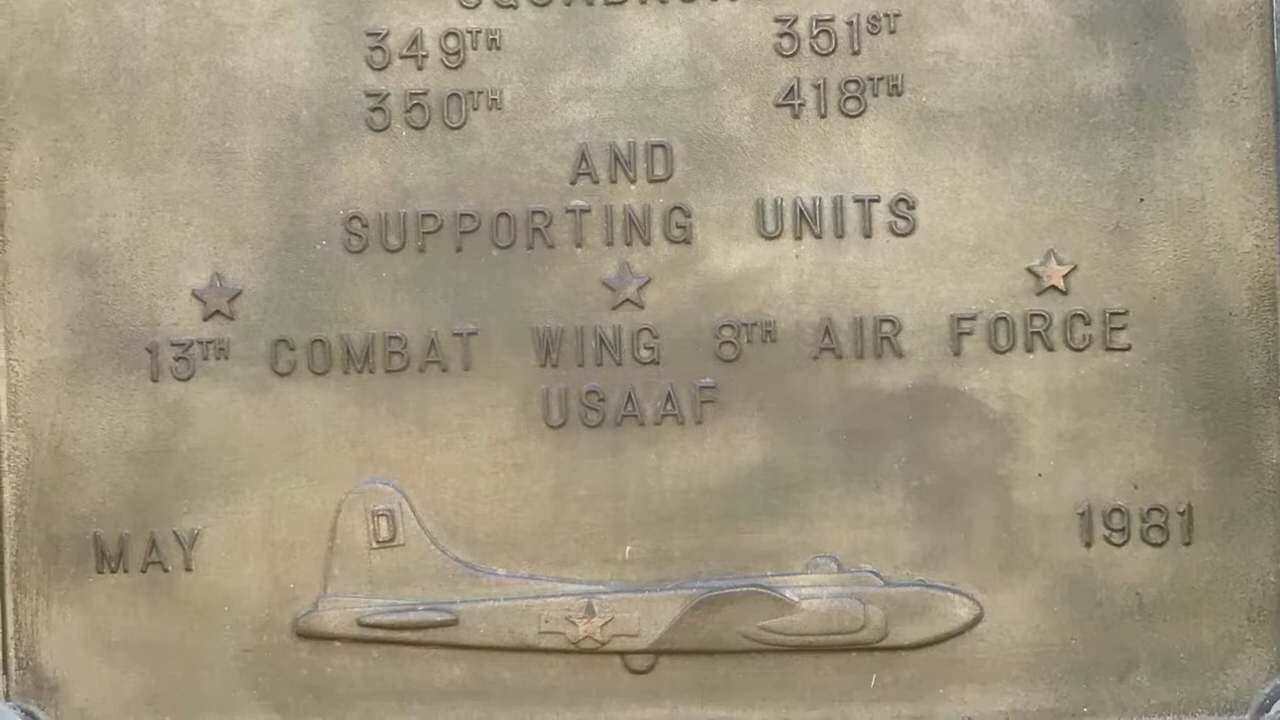 349TH 351ST
350TH 418TH
AND
SUPPORTING UNITS
13TH COMBAT WING 8TH AIR FORCE
USAAF
D
MAY 1981